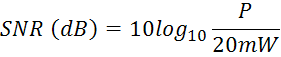 SNR (dB) = 10log₁₀ P/20mW